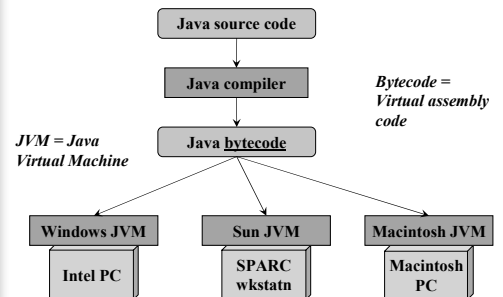 Java source code
Java compiler
Bytecode =
Virtual assembly
code
JVM = Java
Virtual Machine
Java bytecode
Windows JVM
Sun JVM
Macintosh JVM
Intel PC
SPARC
wkstatn
Macintosh
PC